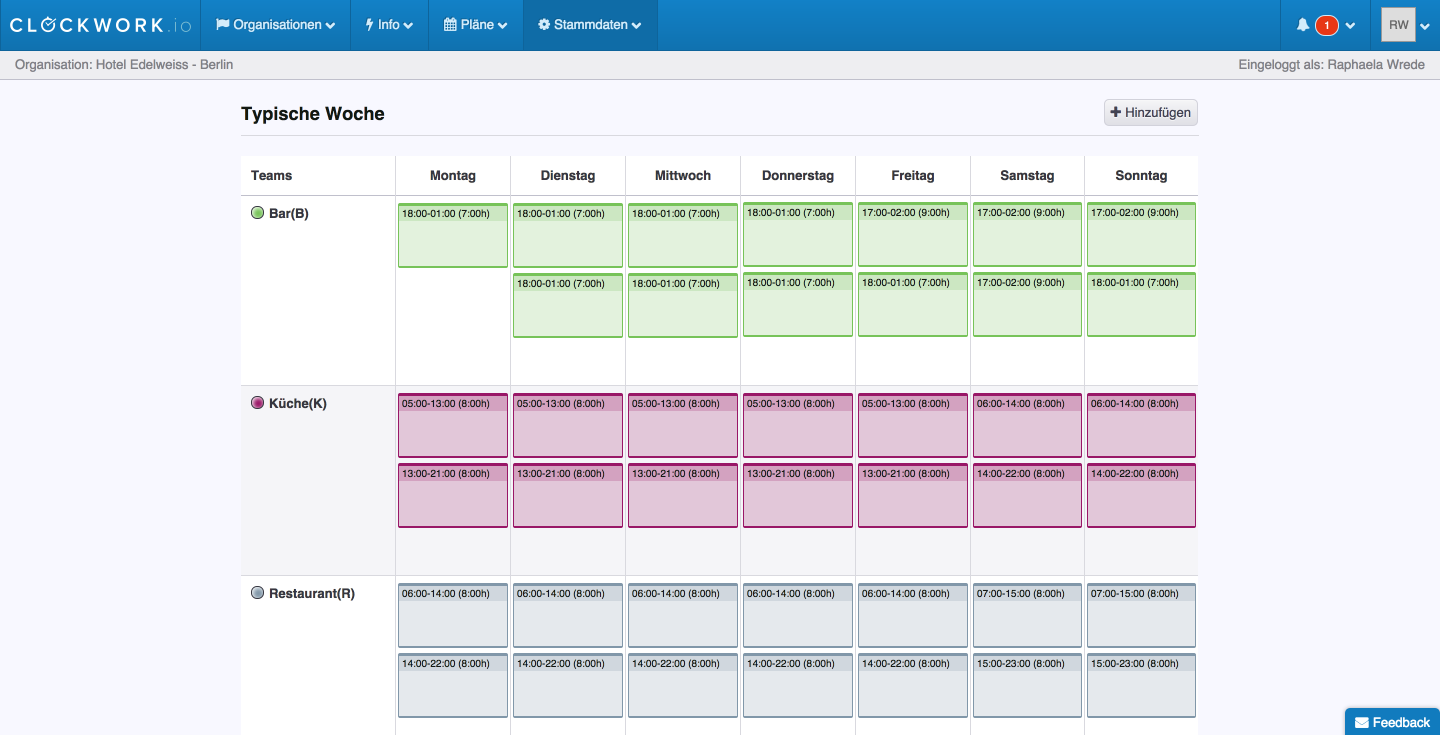 CLOCKWORK.io Organisationen Info Pläne Stammdaten 1 RW
Organisation: Hotel Edelweiss - Berlin Eingeloggt als: Raphaela Wrede
Typische Woche Hinzufügen
Teams Montag Dienstag Mittwoch Donnerstag Freitag Samstag Sonntag
Bar(B) 18:00-01:00 (7:00h) 18:00-01:00 (7:00h) 18:00-01:00 (7:00h) 18:00-01:00 (7:00h) 17:00-02:00 (9:00h) 17:00-02:00 (9:00h) 17:00-02:00 (9:00h)
18:00-01:00 (7:00h) 18:00-01:00 (7:00h) 18:00-01:00 (7:00h) 18:00-01:00 (7:00h) 17:00-02:00 (9:00h) 18:00-01:00 (7:00h)
Küche(K) 05:00-13:00 (8:00h) 05:00-13:00 (8:00h) 05:00-13:00 (8:00h) 05:00-13:00 (8:00h) 05:00-13:00 (8:00h) 06:00-14:00 (8:00h) 06:00-14:00 (8:00h)
13:00-21:00 (8:00h) 13:00-21:00 (8:00h) 13:00-21:00 (8:00h) 13:00-21:00 (8:00h) 13:00-21:00 (8:00h) 14:00-22:00 (8:00h) 14:00-22:00 (8:00h)
Restaurant(R) 06:00-14:00 (8:00h) 06:00-14:00 (8:00h) 06:00-14:00 (8:00h) 06:00-14:00 (8:00h) 06:00-14:00 (8:00h) 07:00-15:00 (8:00h) 07:00-15:00 (8:00h)
14:00-22:00 (8:00h) 14:00-22:00 (8:00h) 14:00-22:00 (8:00h) 14:00-22:00 (8:00h) 14:00-22:00 (8:00h) 15:00-23:00 (8:00h) 15:00-23:00 (8:00h)
Feedback